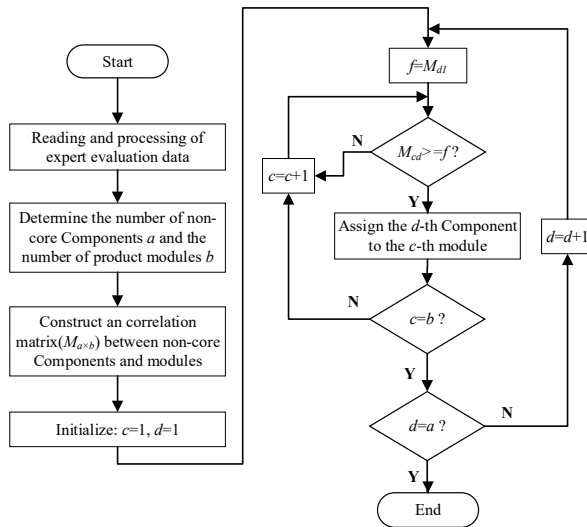 Start
Reading and processing of
expert evaluation data
Determine the number of non-
core Components a and the
number of product modules b
Construct an correlation
matrix(Ma×b) between non-core
Components and modules
Initialize: c=1, d=1
f=Md1
N
Mcd>=f ?
c=c+1
Y
Assign the d-th Component
to the c-th module
d=d+1
N
c=b ?
Y
N
d=a ?
Y
End